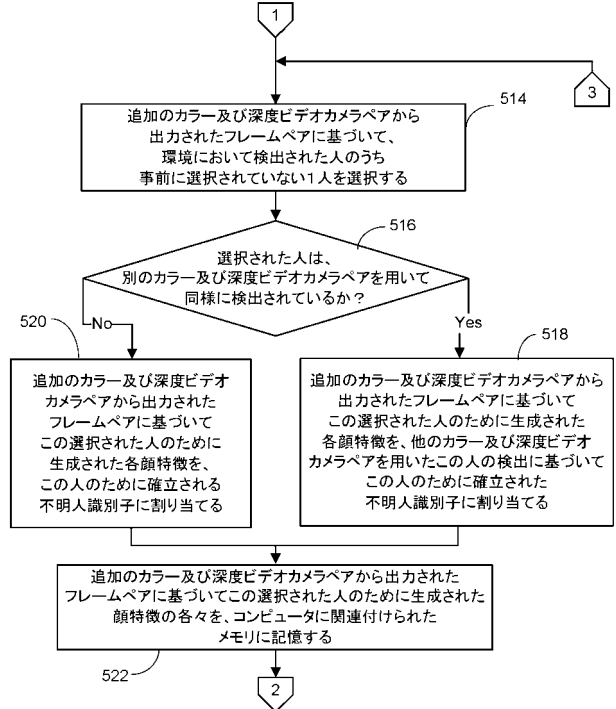 1
3
514
追加のカラー及び深度ビデオカメラペアから
出力されたフレームペアに基づいて、
環境において検出された人のうち
事前に選択されていない1人を選択する
516
選択された人は、
別のカラー及び深度ビデオカメラペアを用いて
同様に検出されているか?
No
Yes
520
追加のカラー及び深度ビデオ
カメラペアから出力された
フレームペアに基づいて
この選択された人のために
生成された各顔特徴を、
この人のために確立される
不明人識別子に割り当てる
518
追加のカラー及び深度ビデオカメラペアから
出力されたフレームペアに基づいて
この選択された人のために生成された
各顔特徴を、他のカラー及び深度ビデオ
カメラペアを用いたこの人の検出に基づいて
この人のために確立された
不明人識別子に割り当てる
追加のカラー及び深度ビデオカメラペアから出力された
フレームペアに基づいてこの選択された人のために生成された
顔特徴の各々を、コンピュータに関連付けられた
メモリに記憶する
522
2